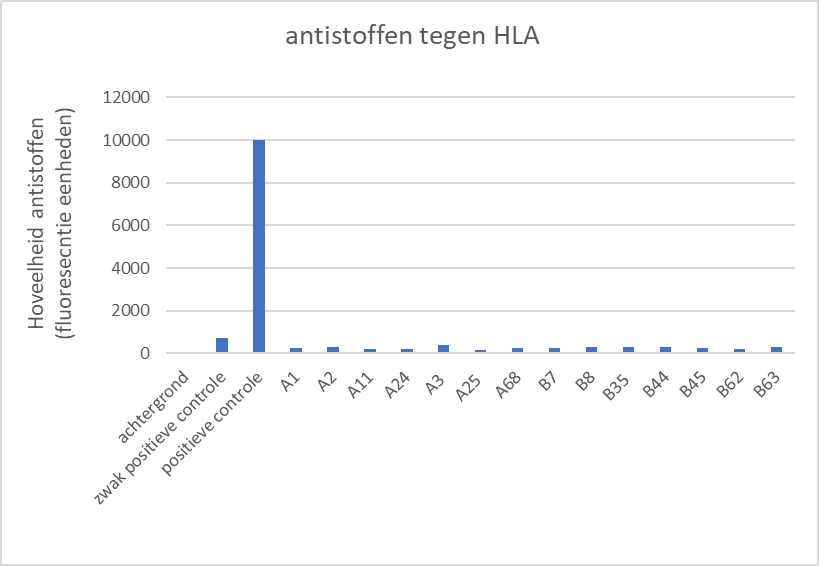 antistoffen tegen HLA
Hoveelheid antistoffen
(fluoresecntie eenheden)
12000
10000
8000
6000
4000
2000
0
achtergrond
zwak positieve controle
positieve controle
A1
A2
A11
A24
A3
A25
A68
B7
B8
B35
B44
B45
B62
B63